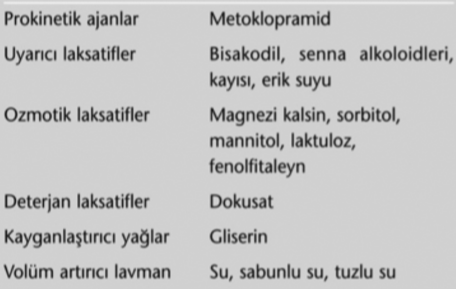 Prokinetik ajanlar Metoklopramid
Uyarıcı laksatifler Bisakodil, senna alkoloidleri,
kayısı, erik suyu
Ozmotik laksatifler Magnezi kalsin, sorbitol,
mannitol, laktuloz,
fenolfitaleyn
Deterjan laksatifler Dokusat
Kayganlaştırıcı yağlar Gliserin
Volüm artırıcı lavman Su, sabunlu su, tuzlu su